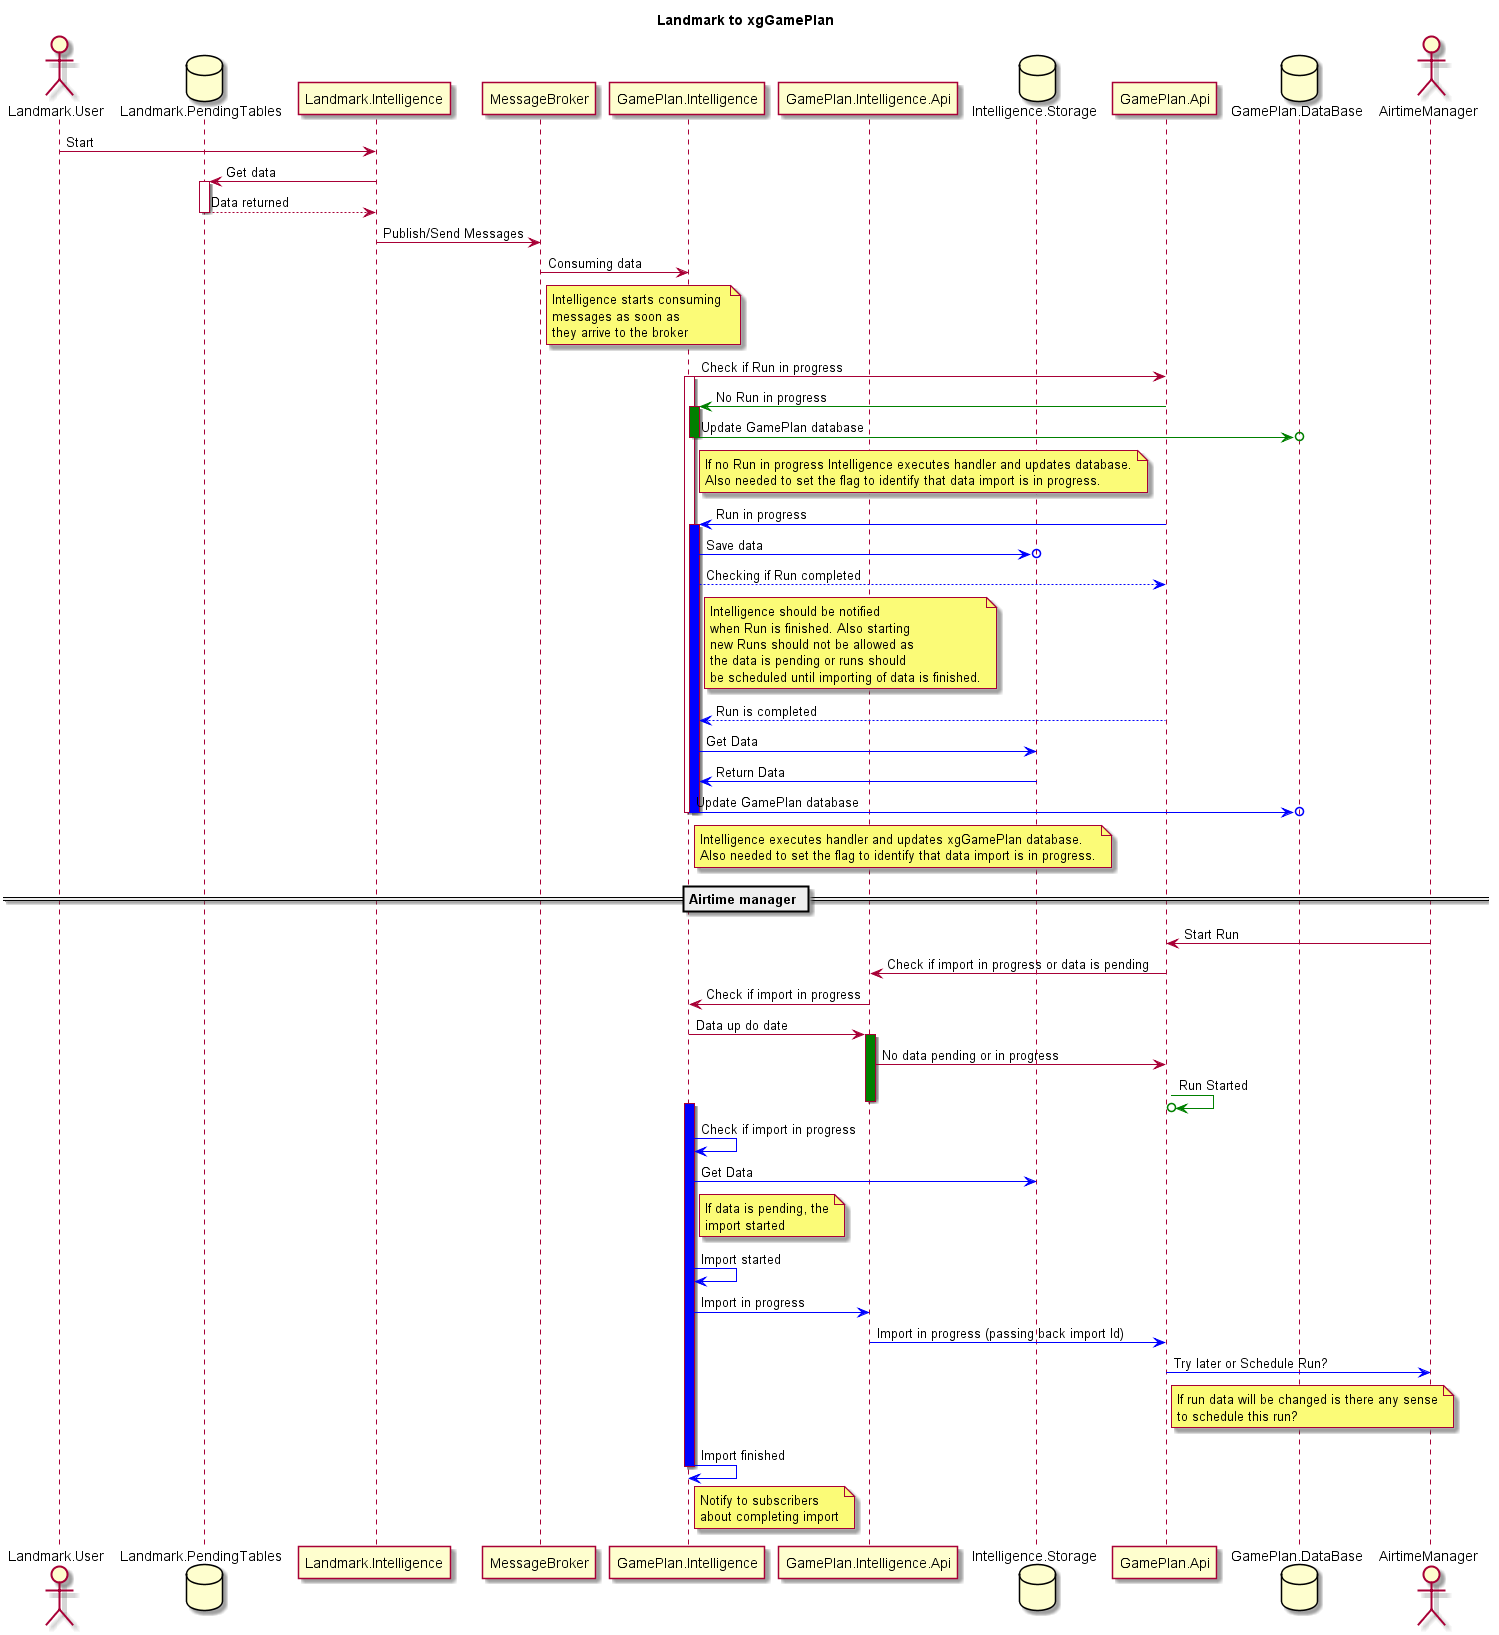 Landmark to xgGamePlan
Landmark.User
Landmark.PendingTables
Landmark.Intelligence
MessageBroker
GamePlan.Intelligence
GamePlan.Intelligence.Api
Intelligence.Storage
GamePlan.Api
GamePlan.DataBase
AirtimeManager
Start
Get data
Data returned
Publish/Send Messages
Consuming data
Intelligence starts consuming
messages as soon as
they arrive to the broker
Check if Run in progress
No Run in progress
Update GamePlan database
If no Run in progress Intelligence executes handler and updates database.
Also needed to set the flag to identify that data import is in progress.
Run in progress
Save data
Checking if Run completed
Intelligence should be notified
when Run is finished. Also starting
new Runs should not be allowed as
the data is pending or runs should
be scheduled until importing of data is finished.
Run is completed
Get Data
Return Data
Update GamePlan database
Intelligence executes handler and updates xgGamePlan database.
Also needed to set the flag to identify that data import is in progress.
Airtime manager
Start Run
Check if import in progress or data is pending
Check if import in progress
Data up do date
No data pending or in progress
Run Started
Check if import in progress
Get Data
If data is pending, the
import started
Import started
Import in progress
Import in progress (passing back import Id)
Try later or Schedule Run?
If run data will be changed is there any sense
to schedule this run?
Import finished
Notify to subscribers
about completing import
Landmark.User
Landmark.PendingTables
Landmark.Intelligence
MessageBroker
GamePlan.Intelligence
GamePlan.Intelligence.Api
Intelligence.Storage
GamePlan.Api
GamePlan.DataBase
AirtimeManager